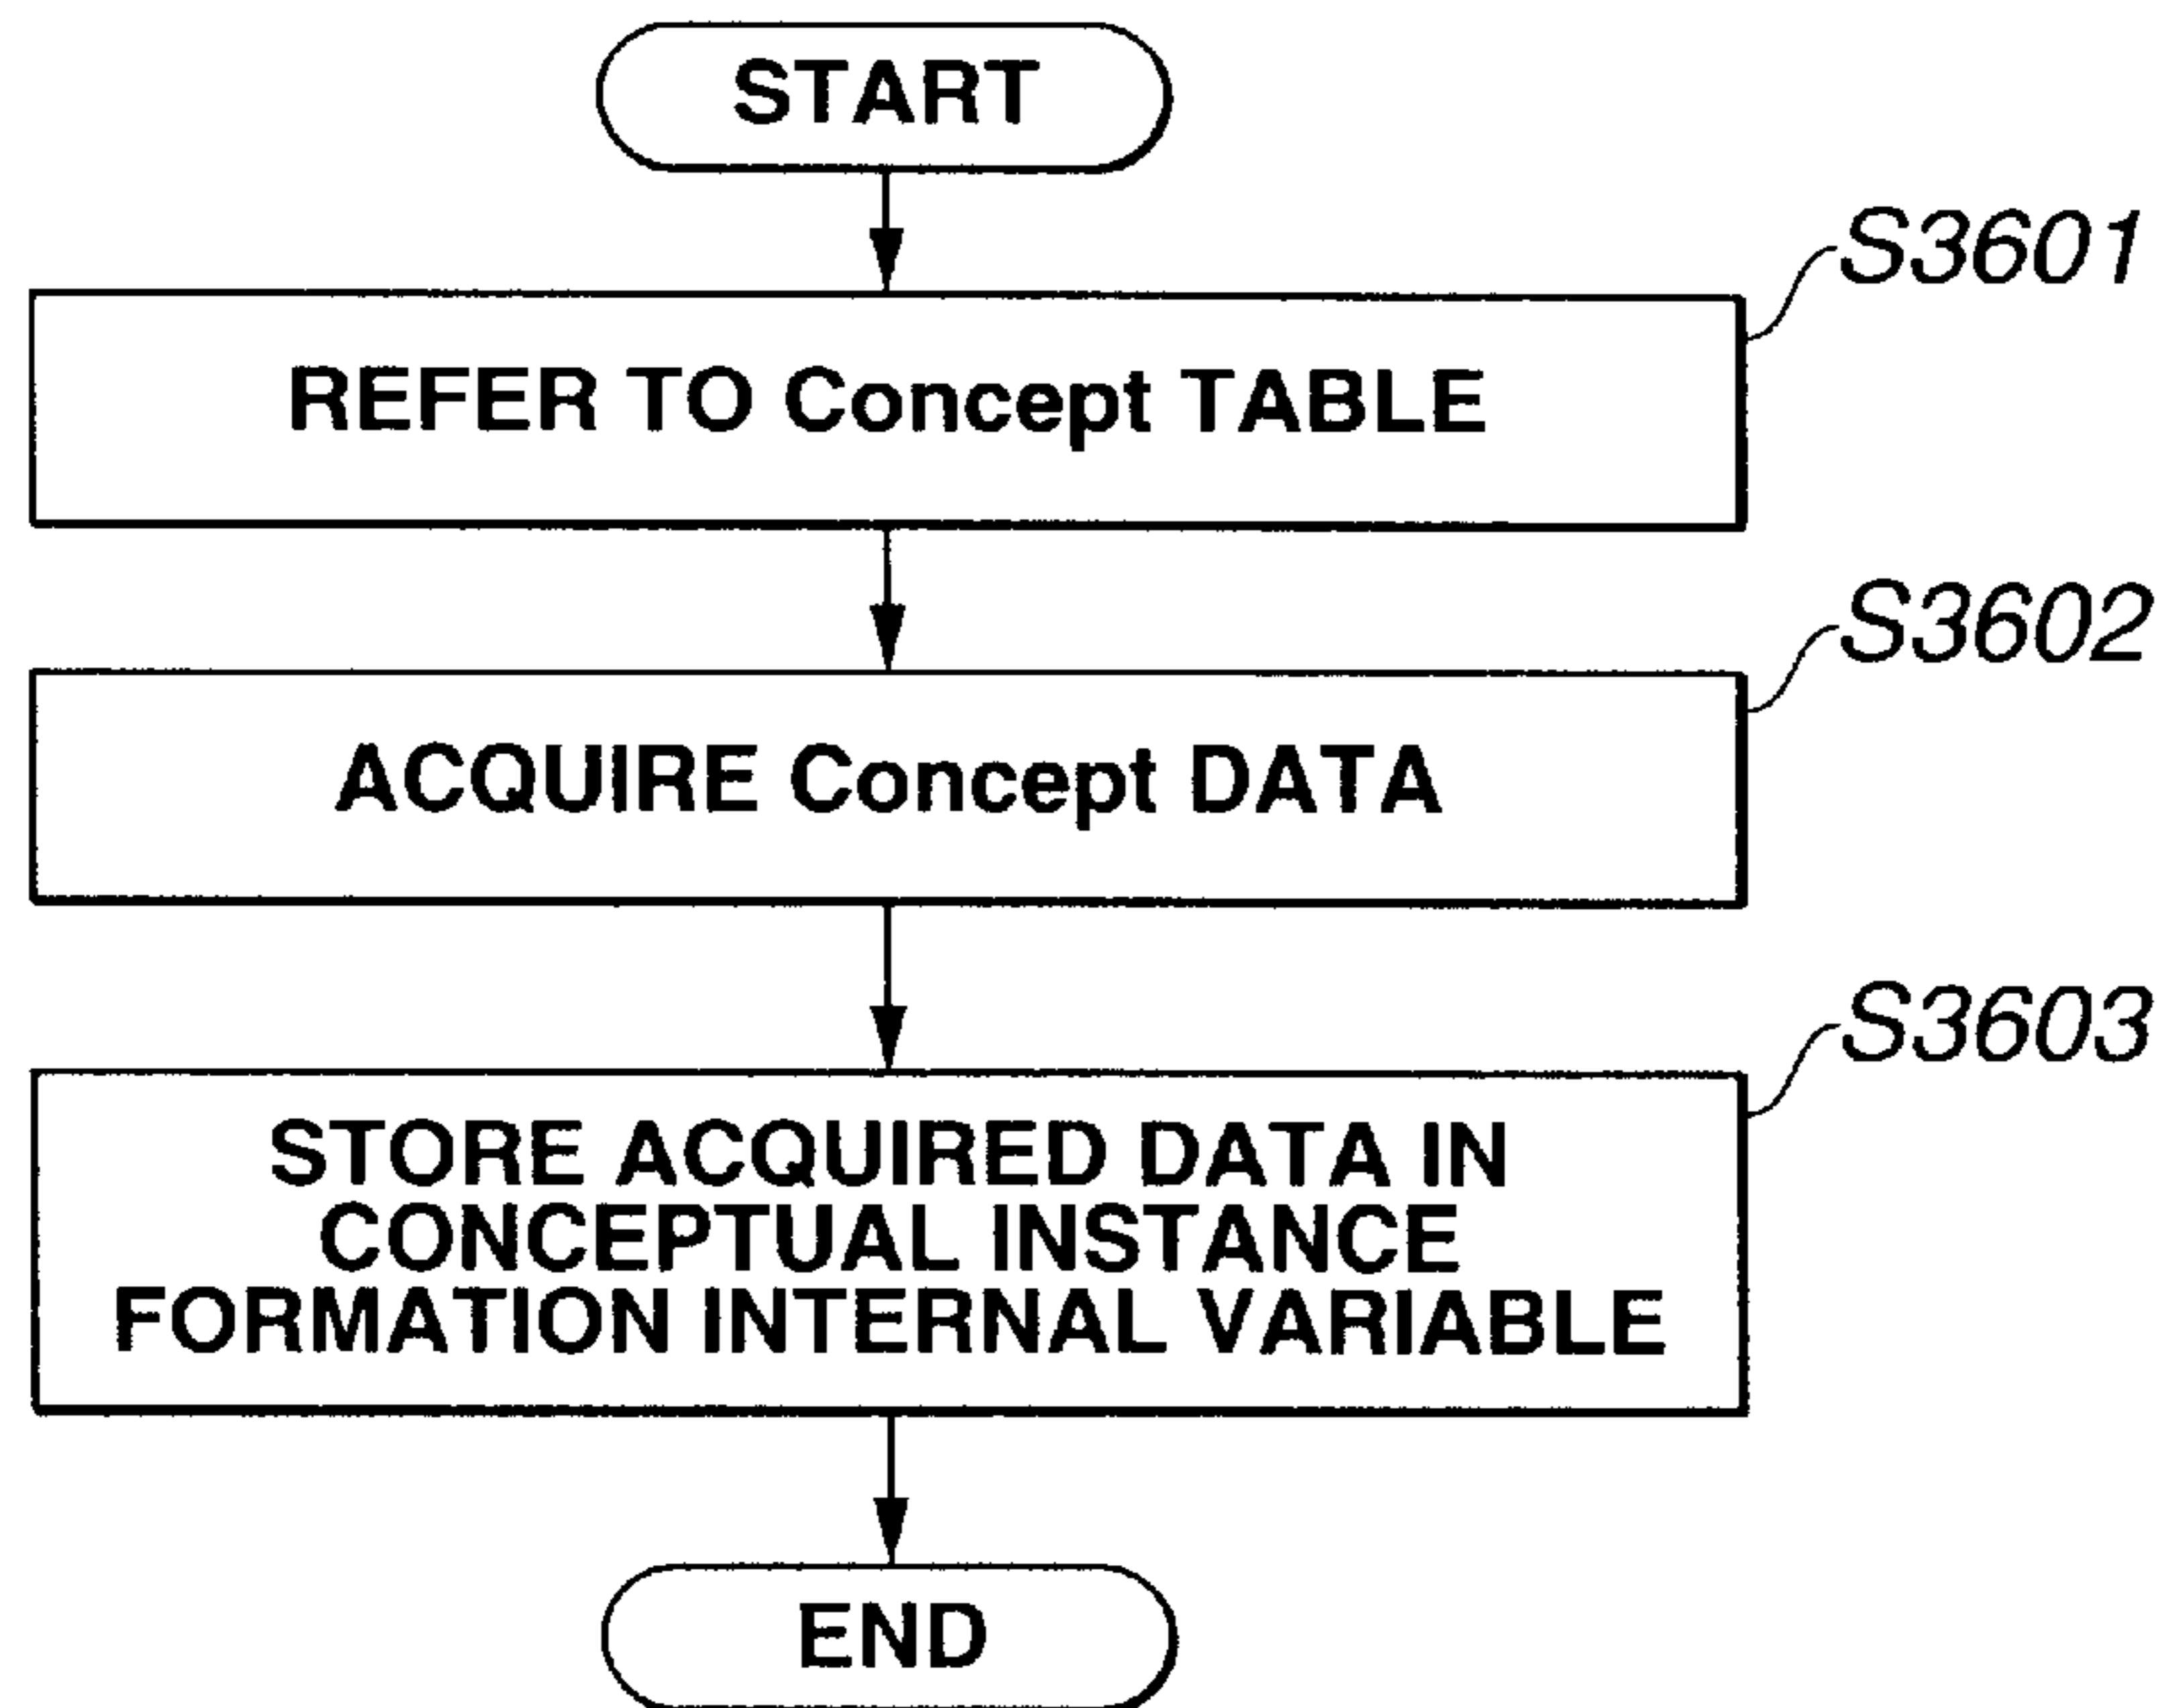 START
S3601
REFER TO Concept TABLE
S3602
ACQUIRE Concept DATA
S3603
STORE ACQUIRED DATA IN
CONCEPTUAL INSTANCE
FORMATION INTERNAL VARIABLE
END